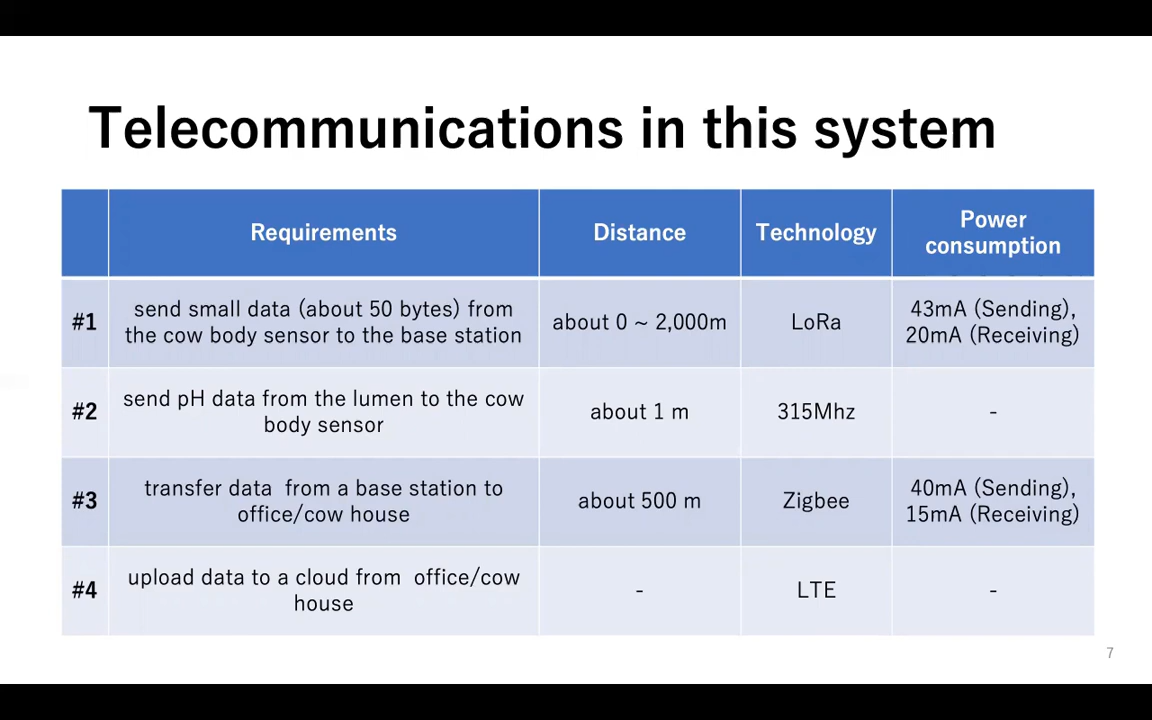 Telecommunications in this system
Requirements
Distance
Technology
Power
consumption
#1
send small data (about 50 bytes) from
the cow body sensor to the base station
about 0 ~ 2,000m
LoRa
43mA (Sending),
20mA (Receiving)
#2
send pH data from the lumen to the cow
body sensor
about 1 m
315Mhz
-
#3
transfer data  from a base station to
office/cow house
about 500 m
Zigbee
40mA (Sending),
15mA (Receiving)
#4
upload data to a cloud from  office/cow
house
-
LTE
-
7